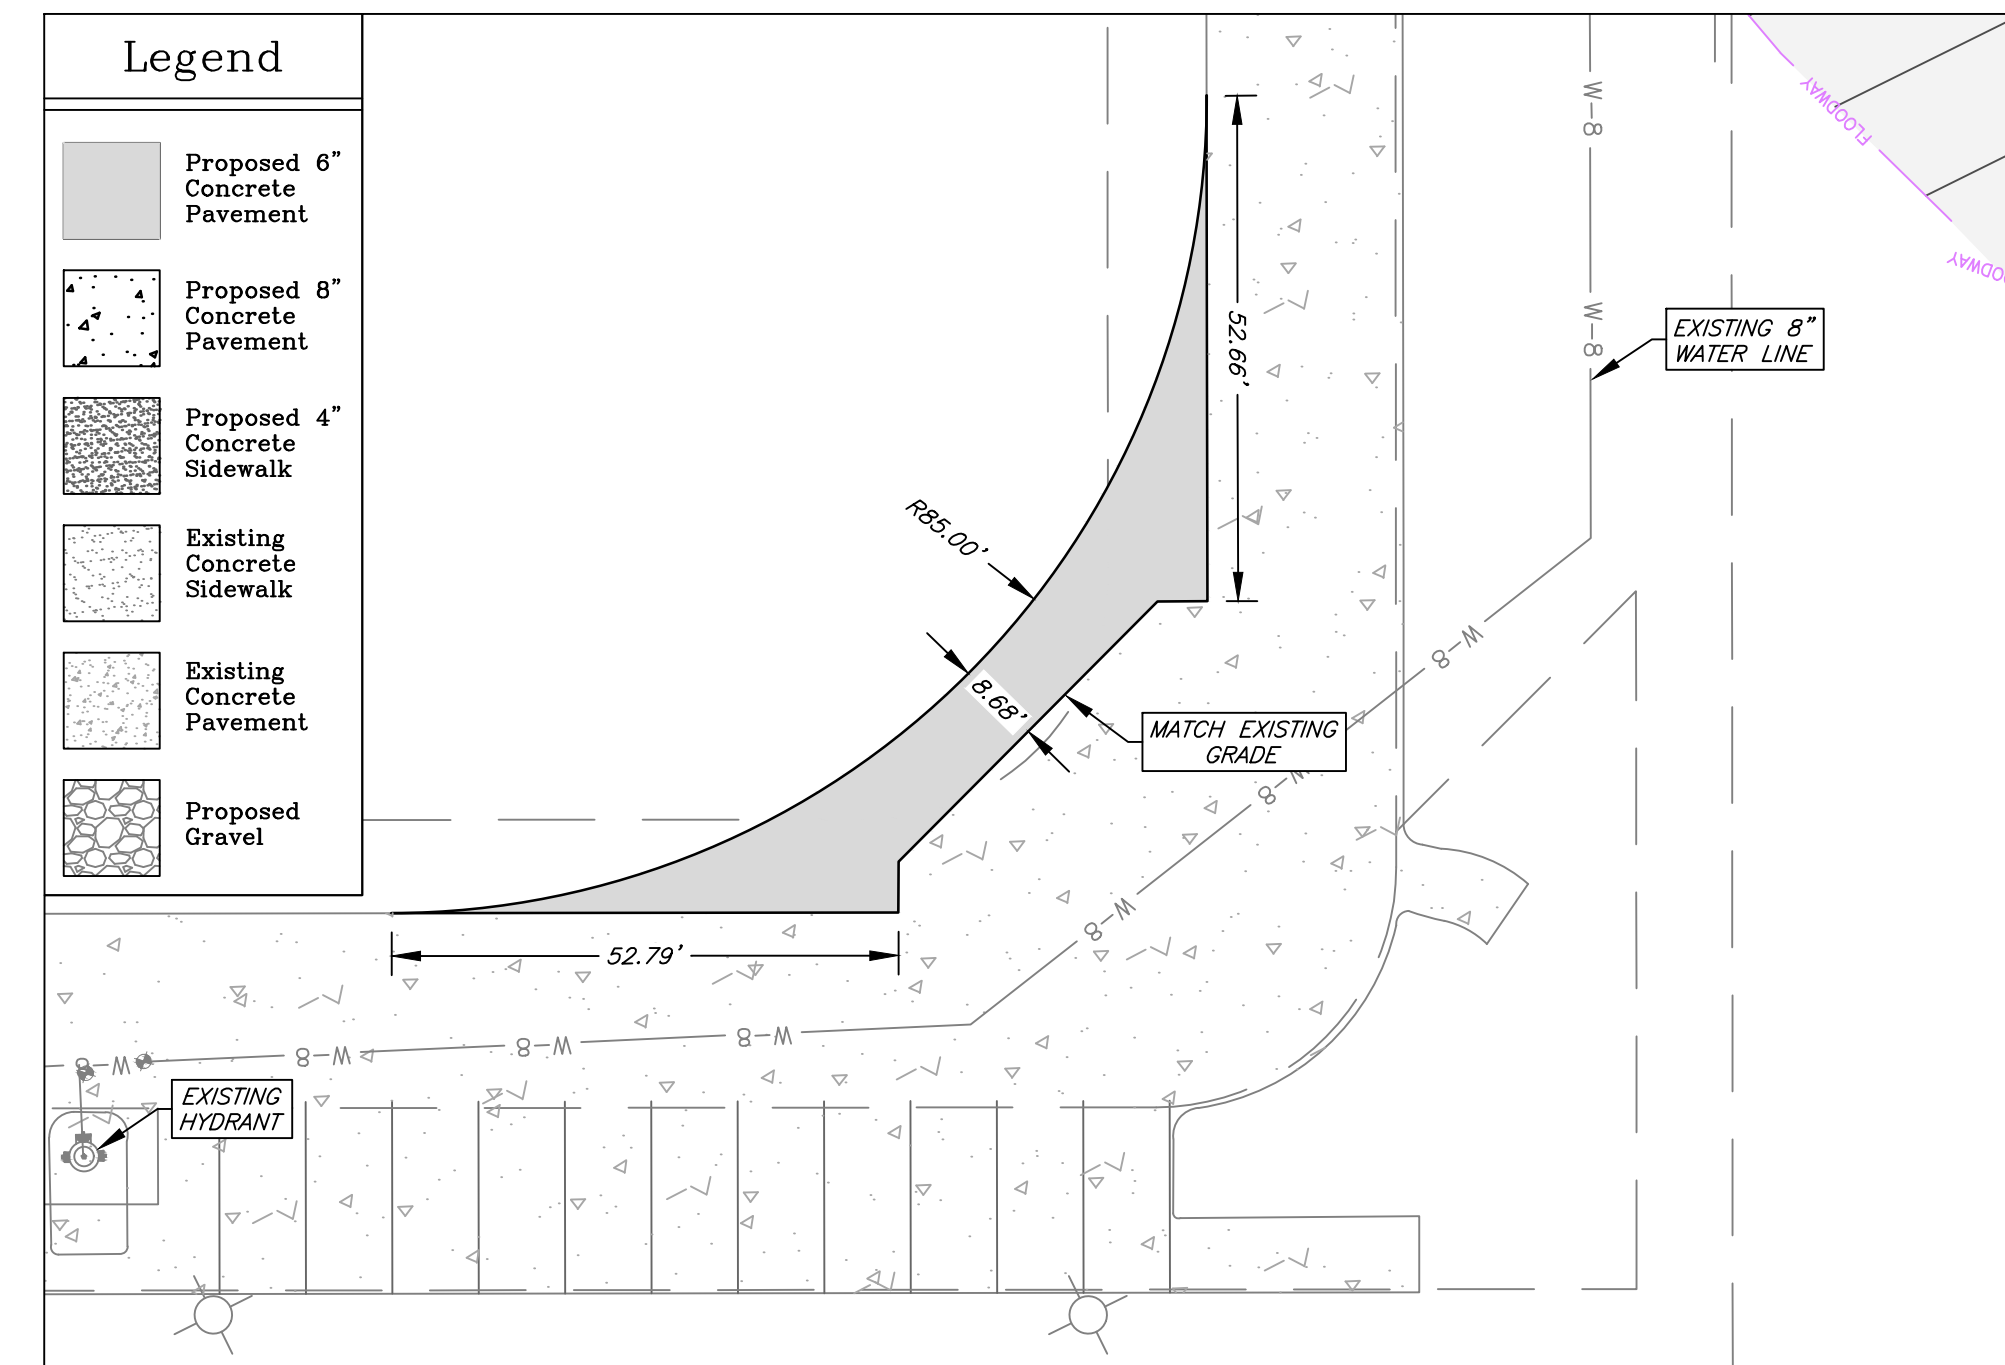 Legend
Proposed 6”
Concrete
Pavement
Proposed 8”
Concrete
Pavement
Proposed 4”
Concrete
Sidewalk
Existing
Concrete
Sidewalk
Existing
Concrete
Pavement
Proposed
Gravel
FLOODWAY
OODWAY
W-8
W-8
EXISTING 8”
WATER LINE
52.66’
R85.00’
8.68’
W-8
MATCH EXISTING
GRADE
W-8
W-8
52.79’
W-8
W-8
W-8
W-8
EXISTING
HYDRANT